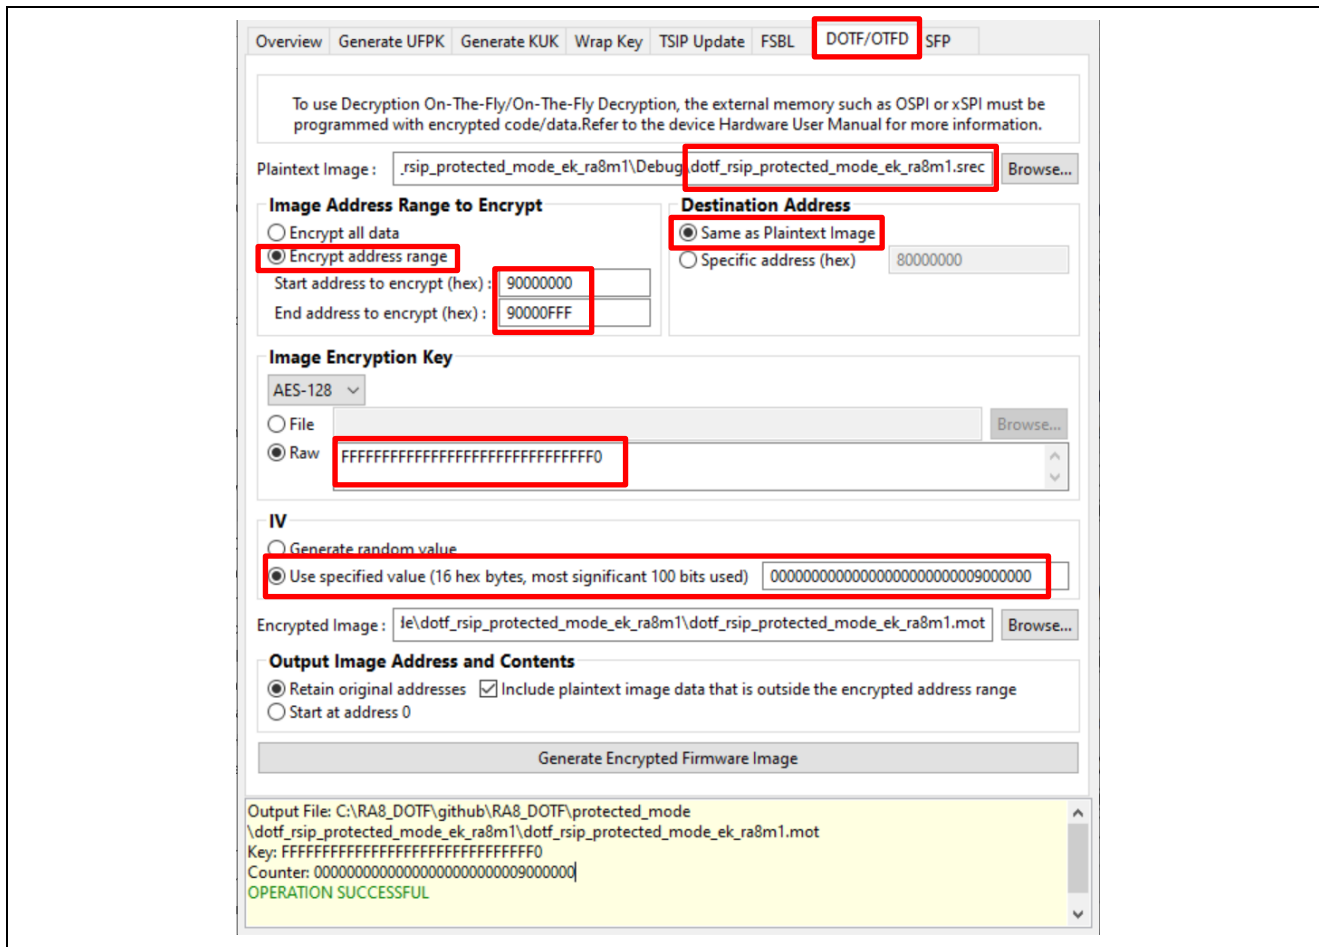 Overview Generate UFPK Generate KUK Wrap Key TSIP Update FSBL DOTF/OTFD SFP
To use Decryption On-The-Fly/On-The-Fly Decryption, the external memory such as OSPI or xSPI must be
programmed with encrypted code/data.Refer to the device Hardware User Manual for more information.
Plaintext Image : _rsip_protected_mode_ek_ra8m1\Debug\dotf_rsip_protected_mode_ek_ra8m1.srec Browse...
Image Address Range to Encrypt
Encrypt all data
Encrypt address range
Start address to encrypt (hex) : 90000000
End address to encrypt (hex) : 90000FFF
Destination Address
Same as Plaintext Image
Specific address (hex) 80000000
Image Encryption Key
AES-128
File Browse...
Raw FFFFFFFFFFFFFFFFFFFFFFFFFFFFFFF0
IV
Generate random value
Use specified value (16 hex bytes, most significant 100 bits used) 00000000000000000000000009000000
Encrypted Image : le\dotf_rsip_protected_mode_ek_ra8m1\dotf_rsip_protected_mode_ek_ra8m1.mot Browse...
Output Image Address and Contents
Retain original addresses Include plaintext image data that is outside the encrypted address range
Start at address 0
Generate Encrypted Firmware Image
Output File: C:\RA8_DOTF\github\RA8_DOTF\protected_mode
\dotf_rsip_protected_mode_ek_ra8m1\dotf_rsip_protected_mode_ek_ra8m1.mot
Key: FFFFFFFFFFFFFFFFFFFFFFFFFFFFFFF0
Counter: 00000000000000000000000009000000
OPERATION SUCCESSFUL